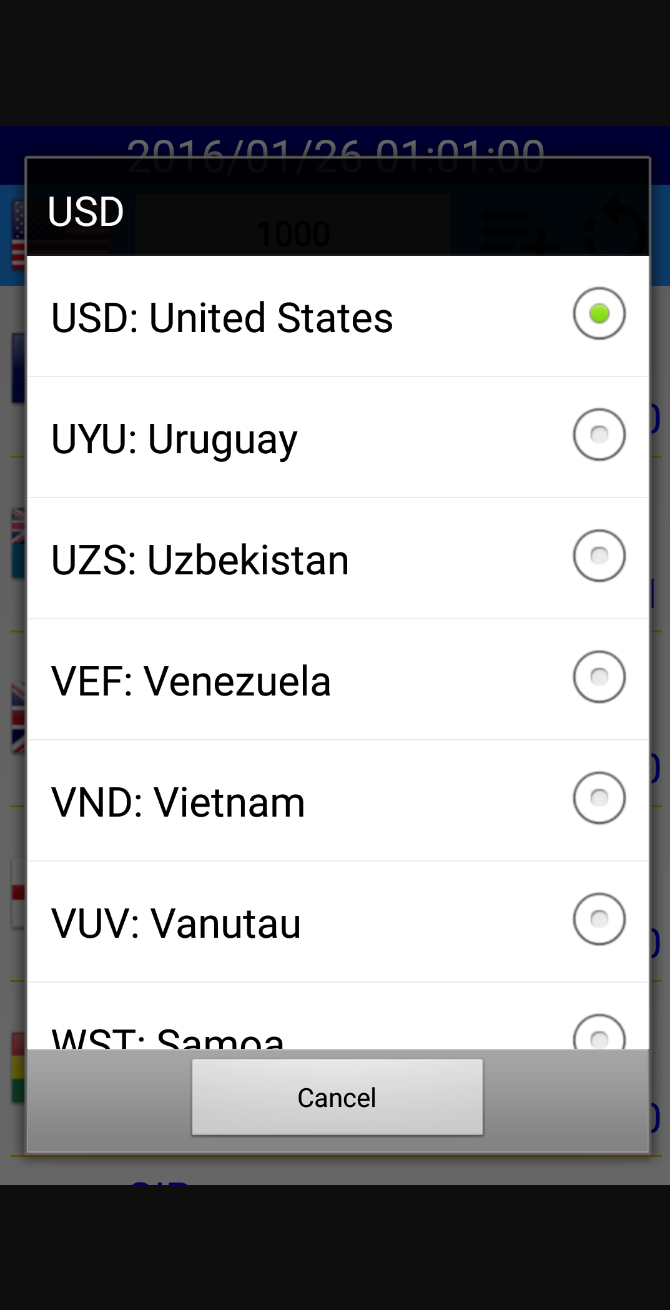 2016/01/26 01:01:00
USD
1000
USD: United States
UYU: Uruguay
UZS: Uzbekistan
VEF: Venezuela
VND: Vietnam
VUV: Vanutau
WST: Samoa
Cancel